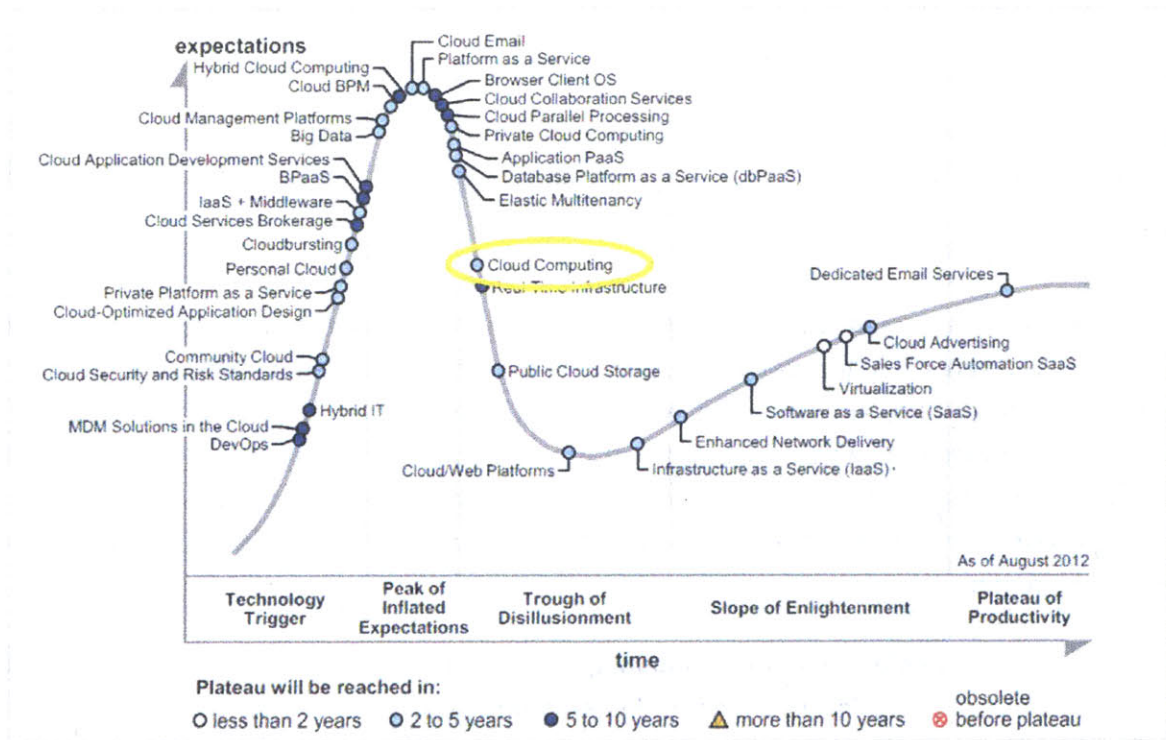 expectations
Cloud Email
Platform as a Service
Hybrid Cloud Computing
Browser Client OS
Cloud BPM
Cloud Collaboration Services
Cloud Management Platforms
Cloud Parallel Processing
Big Data
Private Cloud Computing
Cloud Application Development Services
Application PaaS
BPaaS
Database Platform as a Service (dbPaaS)
IaaS + Middleware
Elastic Multitenancy
Cloud Services Brokerage
Cloudbursting
Personal Cloud
Cloud Computing
Private Platform as a Service
Real-Time Infrastructure
Cloud-Optimized Application Design
Dedicated Email Services
Community Cloud
Cloud Advertising
Cloud Security and Risk Standards
Public Cloud Storage
Sales Force Automation SaaS
Virtualization
Hybrid IT
Software as a Service (SaaS)
MDM Solutions in the Cloud
DevOps
Enhanced Network Delivery
Cloud/Web Platforms
Infrastructure as a Service (IaaS)
As of August 2012
Technology
Trigger
Peak of
Inflated
Expectations
Trough of
Disillusionment
Slope of Enlightenment
Plateau of
Productivity
time
Plateau will be reached in:
less than 2 years
2 to 5 years
5 to 10 years
more than 10 years
obsolete
before plateau